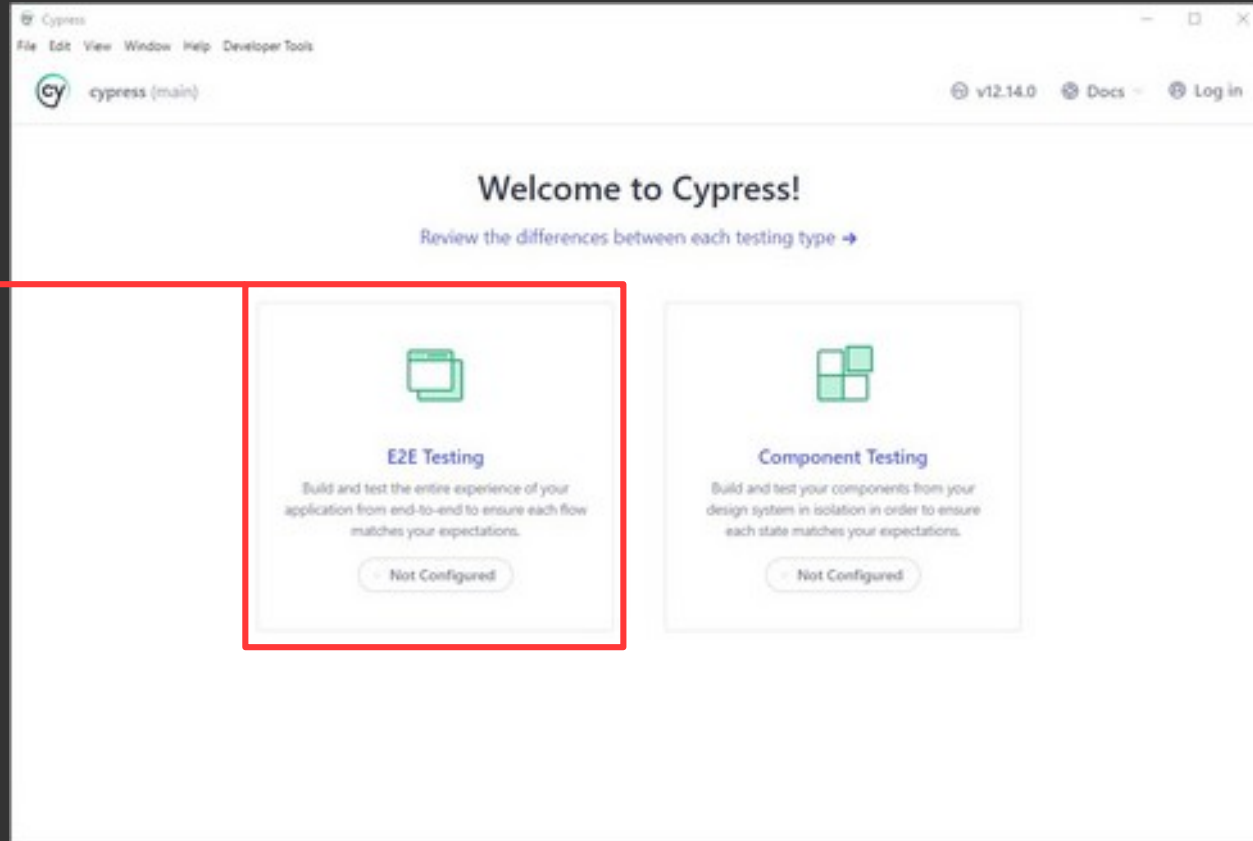 Cypress
File Edit View Window Help Developer Tools
cy cypress (main) v12.14.0 Docs Log in
Welcome to Cypress!
Review the differences between each testing type →
E2E Testing
Build and test the entire experience of your
application from end-to-end to ensure each flow
matches your expectations.
Not Configured
Component Testing
Build and test your components from your
design system in isolation in order to ensure
each state matches your expectations.
Not Configured